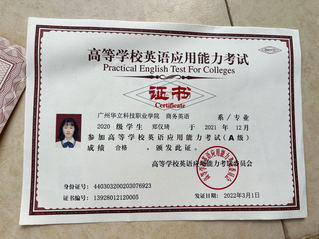 高等学校英语应用能力考试
Practical English Test For Colleges
证书
Certificate
广州华立科技职业学院 商务英语 系/专业
2020 级学生 郑仪琦 于 2021 年 12月
参加高等学校英语应用能力考试(A级)
成绩 合格 ,颁发此证。
高等学校英语应用能力考试委员会
身份证号: 440303200203076923
证书编号: 13928012120005 发证日期: 2022年3月1日